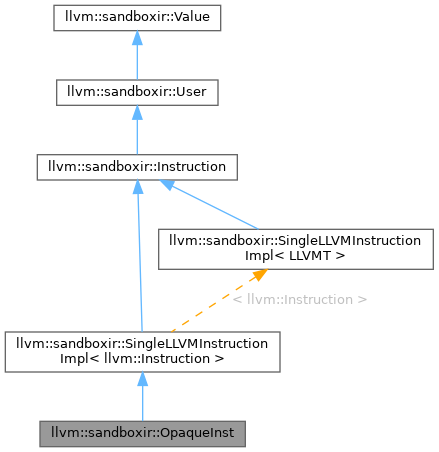 llvm::sandboxir::Value
llvm::sandboxir::User
llvm::sandboxir::Instruction
llvm::sandboxir::SingleLLVMInstruction
Impl< LLVMT >
< llvm::Instruction >
llvm::sandboxir::SingleLLVMInstruction
Impl< llvm::Instruction >
llvm::sandboxir::OpaqueInst